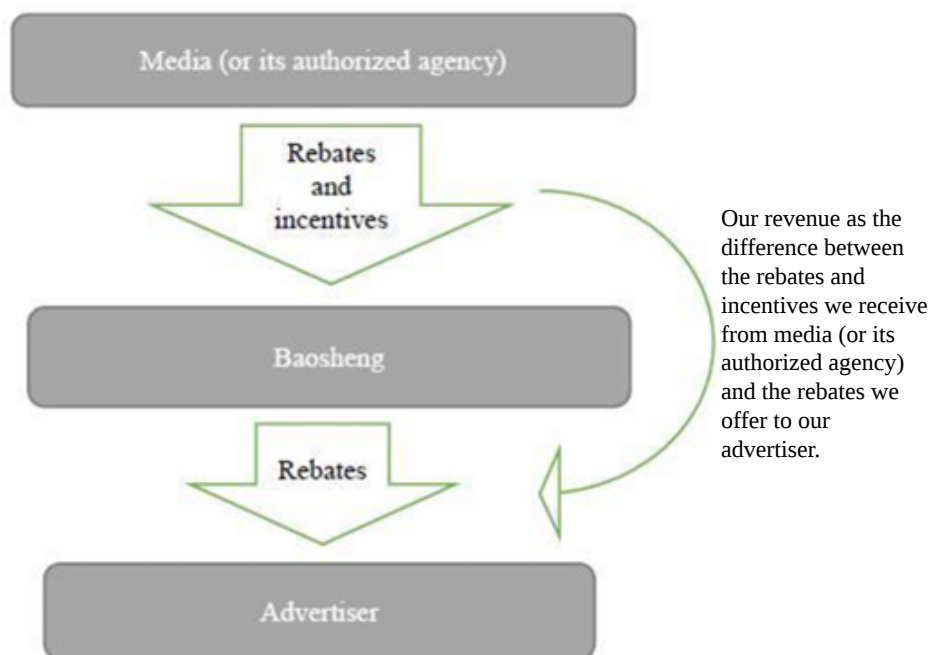 Media (or its authorized agency)
Rebates
and
incentives
Our revenue as the
difference between
the rebates and
incentives we receive
from media (or its
authorized agency)
and the rebates we
offer to our
advertiser.
Baosheng
Rebates
Advertiser